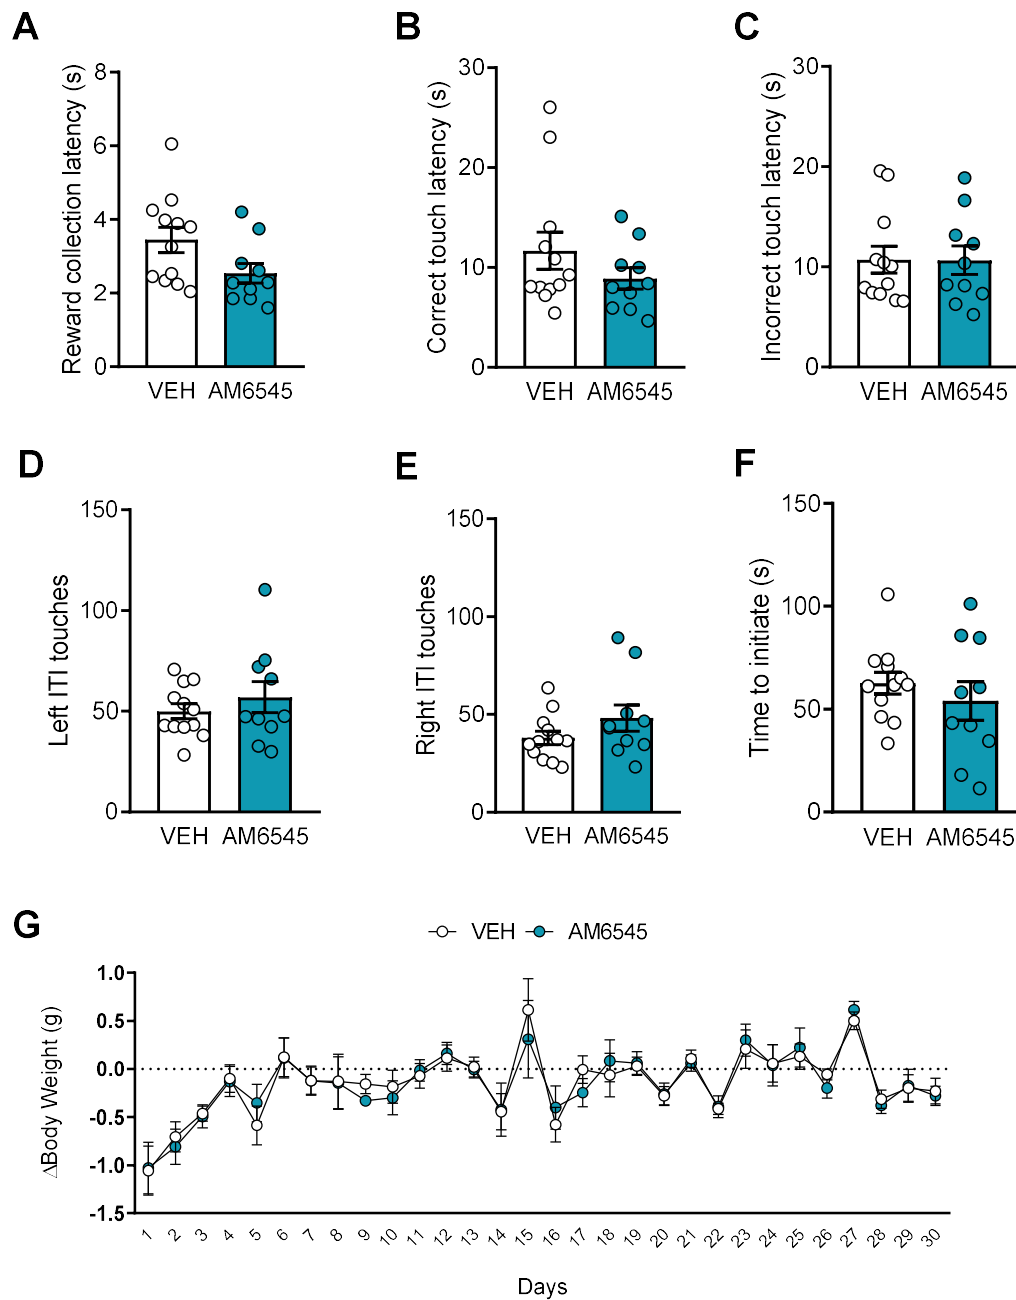 A
Reward collection latency (s)
8
6
4
2
0
VEH AM6545
B
Correct touch latency (s)
30
20
10
0
VEH AM6545
C
Incorrect touch latency (s)
30
20
10
0
VEH AM6545
D
Left ITI touches
150
100
50
0
VEH AM6545
E
Right ITI touches
150
100
50
0
VEH AM6545
F
Time to initiate (s)
150
100
50
0
VEH AM6545
G
VEH AM6545
ΔBody Weight (g)
1.0
0.5
0.0
-0.5
-1.0
-1.5
1 2 3 4 5 6 7 8 9 10 11 12 13 14 15 16 17 18 19 20 21 22 23 24 25 26 27 28 29 30
Days